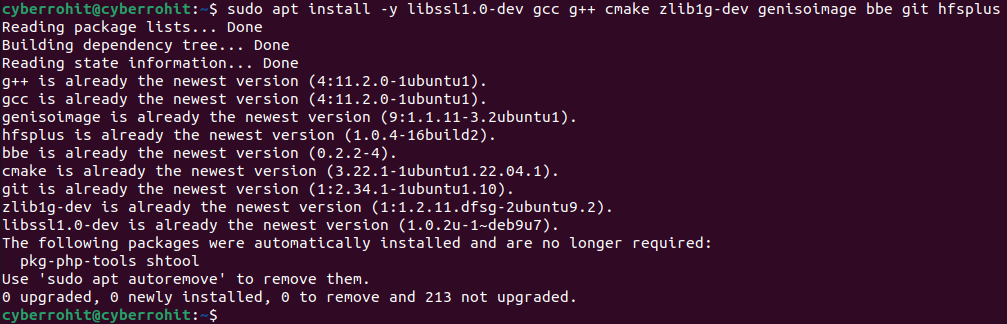 cyberrohit@cyberrohit:~$ sudo apt install -y libssl1.0-dev gcc g++ cmake zlib1g-dev genisoimage bbe git hfsplus
Reading package lists... Done
Building dependency tree... Done
Reading state information... Done
g++ is already the newest version (4:11.2.0-1ubuntu1).
gcc is already the newest version (4:11.2.0-1ubuntu1).
genisoimage is already the newest version (9:1.1.11-3.2ubuntu1).
hfsplus is already the newest version (1.0.4-16build2).
bbe is already the newest version (0.2.2-4).
cmake is already the newest version (3.22.1-1ubuntu1.22.04.1).
git is already the newest version (1:2.34.1-1ubuntu1.10).
zlib1g-dev is already the newest version (1:1.2.11.dfsg-2ubuntu9.2).
libssl1.0-dev is already the newest version (1.0.2u-1~deb9u7).
The following packages were automatically installed and are no longer required:
  pkg-php-tools shtool
Use 'sudo apt autoremove' to remove them.
0 upgraded, 0 newly installed, 0 to remove and 213 not upgraded.
cyberrohit@cyberrohit:~$